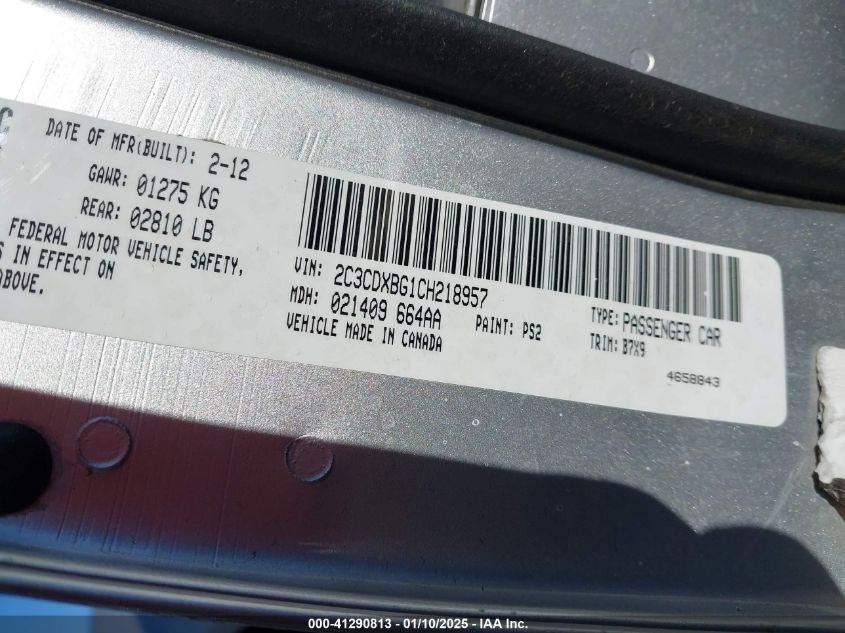 DATE OF MFR(BUILT): 2-12
GAWR: 01275 KG
REAR: 02810 LB
FEDERAL MOTOR VEHICLE SAFETY,
IN EFFECT ON
ABOVE.
VIN: 2C3CDXBG1CH218957
MDH: 021409 664AA
PAINT: PS2
VEHICLE MADE IN CANADA
TYPE: PASSENGER CAR
TRIM: B7X9
4658843
000-41290813 - 01/10/2025 - IAA Inc.